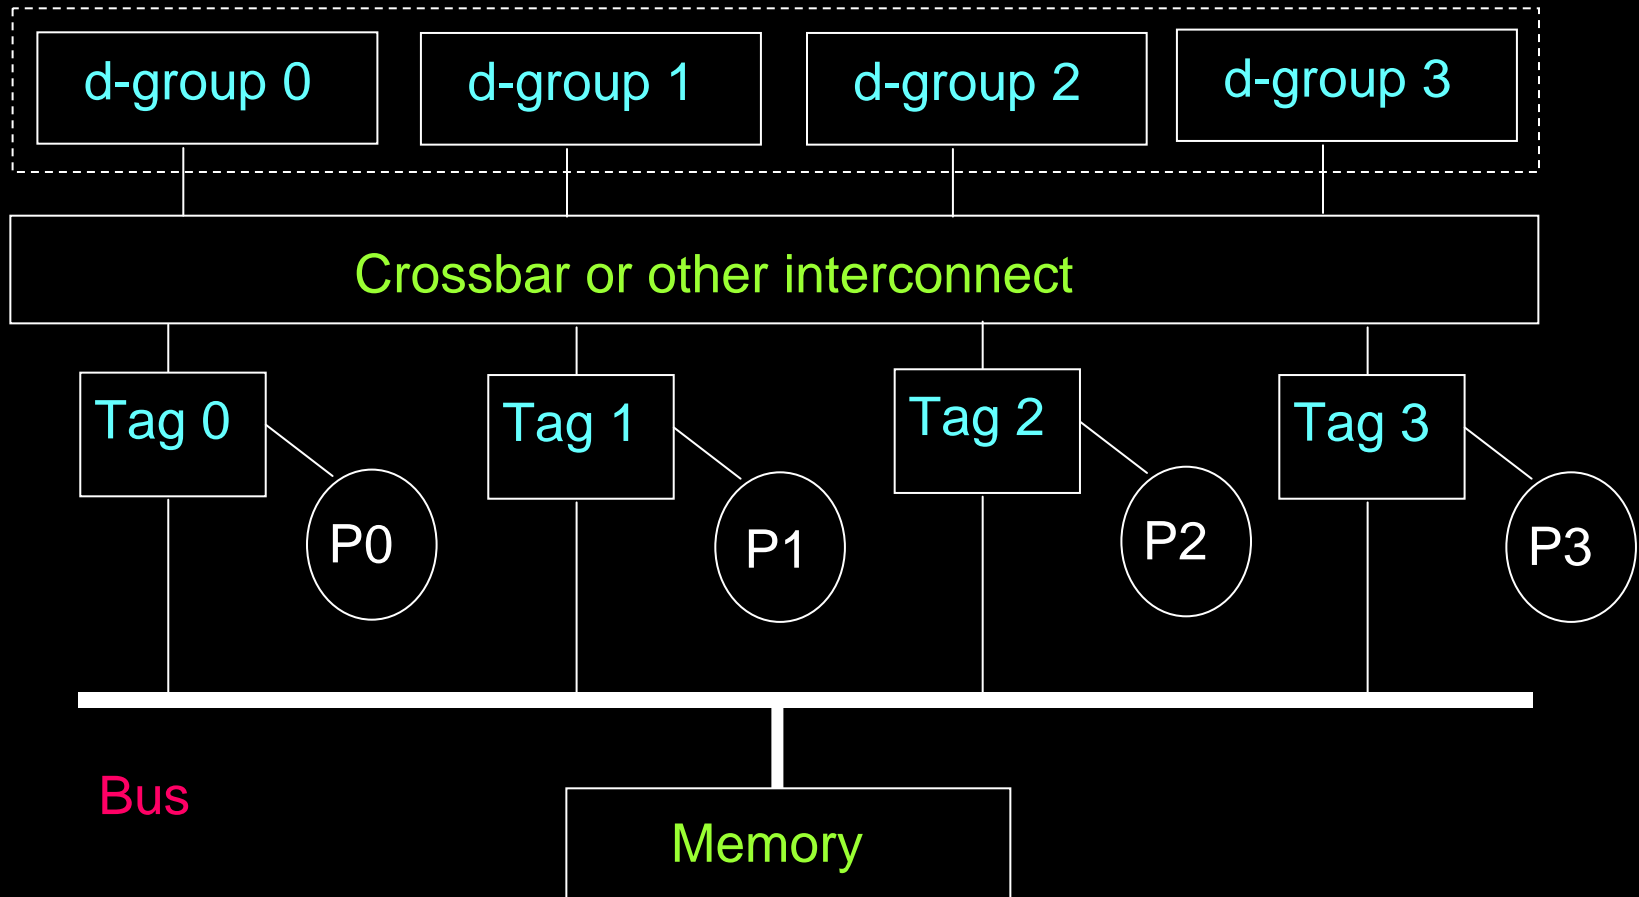 d-group 0
d-group 1
d-group 2
d-group 3
Crossbar or other interconnect
Tag 0
Tag 1
Tag 2
Tag 3
P0
P1
P2
P3
Bus
Memory